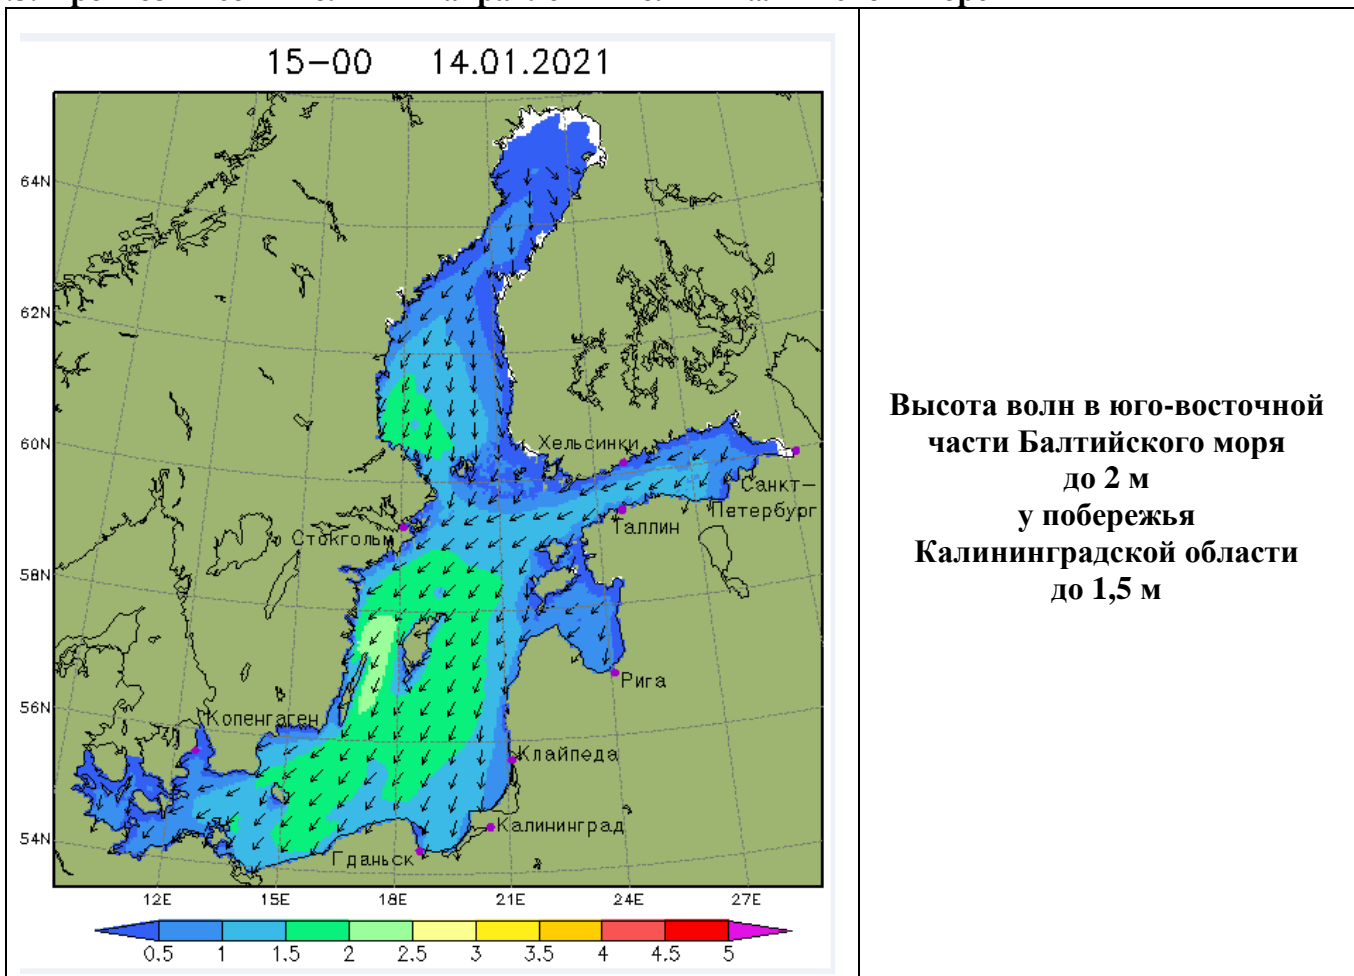 15-00 14.01.2021
64N
62N
60N
58N
56N
54N
Хельсинки
Санкт-
Петербург
Таллин
Стокгольм
Рига
Копенгаген
Клайпеда
Калининград
Гданьск
12E 15E 18E 21E 24E 27E
0.5 1 1.5 2 2.5 3 3.5 4 4.5 5
Высота волн в юго-восточной
части Балтийского моря
до 2 м
у побережья
Калининградской области
до 1,5 м